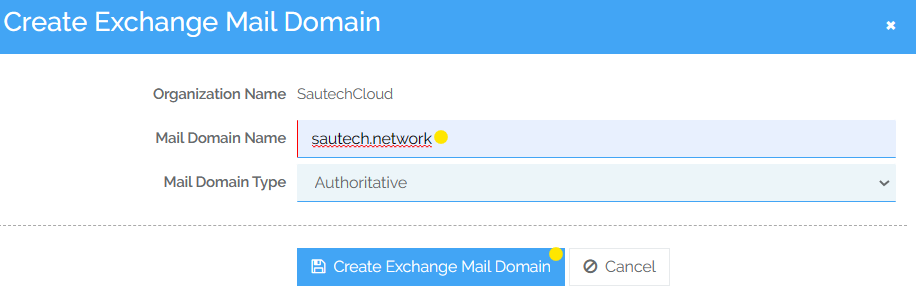 Create Exchange Mail Domain
Organization Name SautechCloud
Mail Domain Name sautech.network
Mail Domain Type Authoritative
Create Exchange Mail Domain Cancel